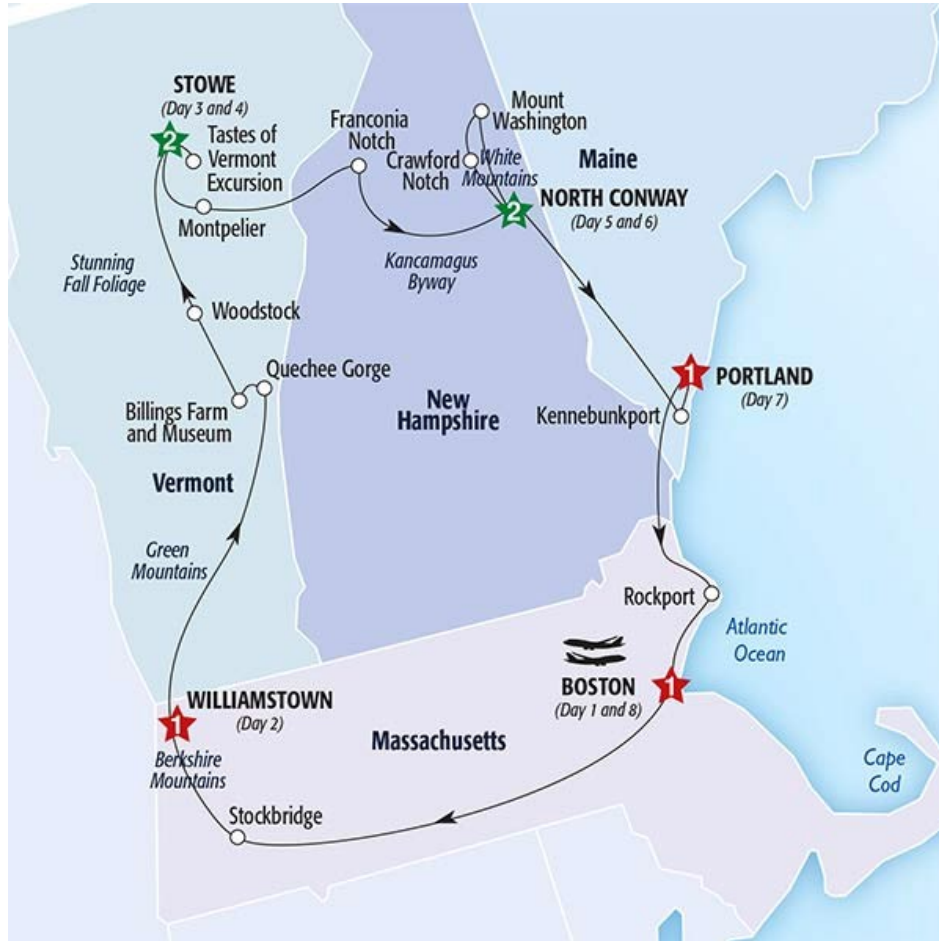 STOWE
(Day 3 and 4)
2
Tastes of
Vermont
Excursion
Montpelier
Franconia
Notch
Mount
Washington
Crawford
Notch
White
Mountains
Maine
2
NORTH CONWAY
(Day 5 and 6)
Kancamagus
Byway
Stunning
Fall Foliage
Woodstock
Quechee Gorge
Billings Farm
and Museum
New
Hampshire
1
PORTLAND
(Day 7)
Kennebunkport
Vermont
Green
Mountains
Rockport
Atlantic
Ocean
BOSTON
(Day 1 and 8)
1
WILLIAMSTOWN
(Day 2)
1
Berkshire
Mountains
Massachusetts
Cape
Cod
Stockbridge